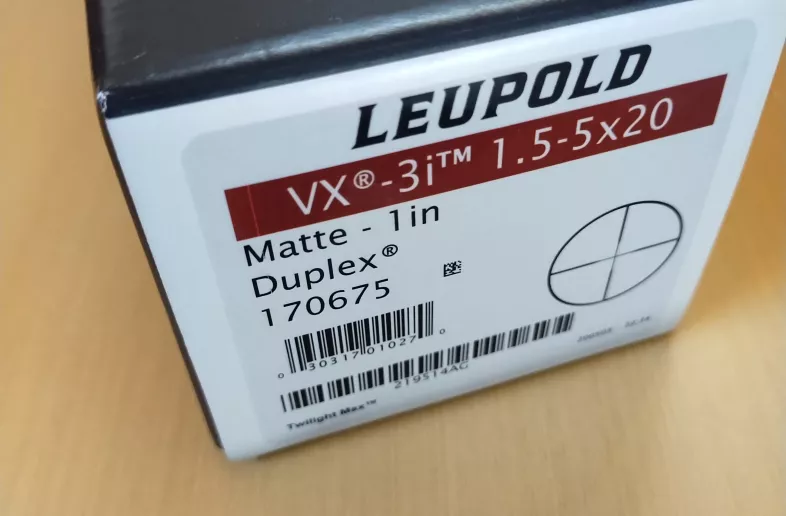 LEUPOLD
VX®-3i™ 1.5-5x20
Matte - 1in
Duplex®
170675
0 30317 01027 0
219514AG
Twilight Max™